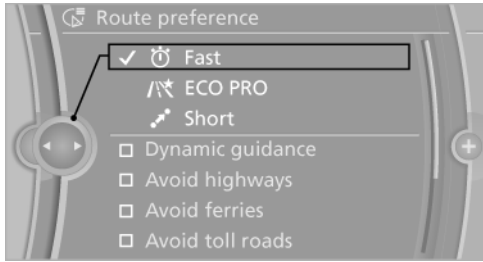 Route preference
Fast
ECO PRO
Short
Dynamic guidance
Avoid highways
Avoid ferries
Avoid toll roads